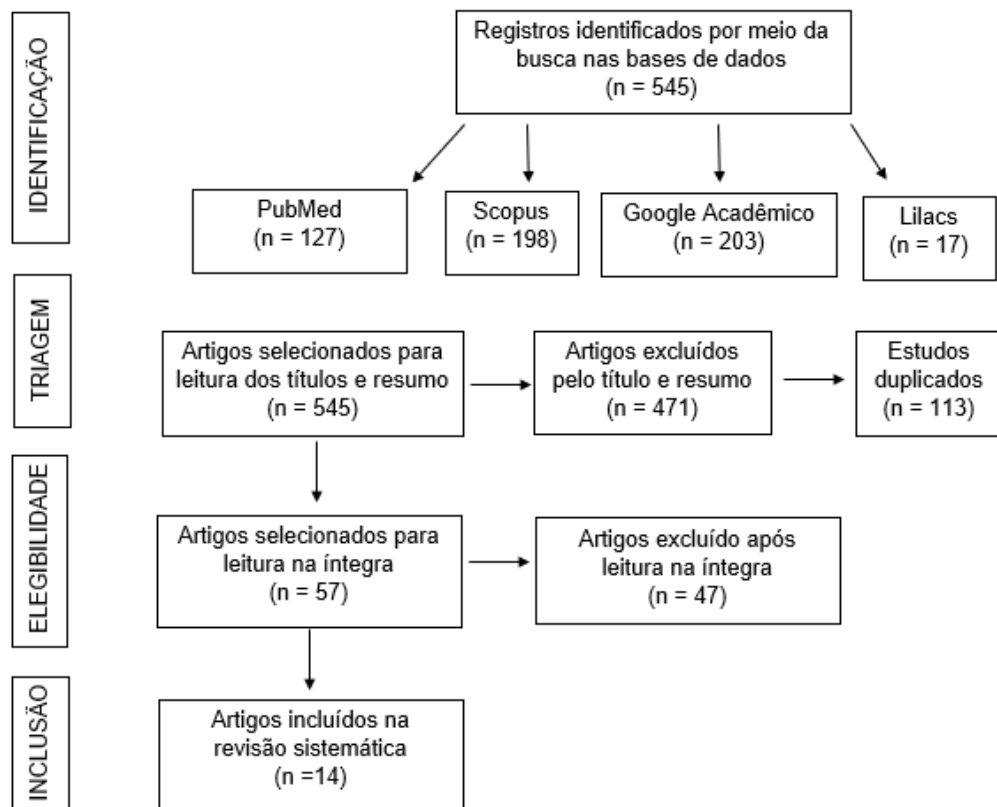 IDENTIFICAÇÃO
Registros identificados por meio da
busca nas bases de dados
(n = 545)
PubMed
(n = 127)
Scopus
(n = 198)
Google Acadêmico
(n = 203)
Lilacs
(n = 17)
TRIAGEM
Artigos selecionados para
leitura dos títulos e resumo
(n = 545)
Artigos excluídos
pelo título e resumo
(n = 471)
Estudos
duplicados
(n = 113)
ELEGIBILIDADE
Artigos selecionados para
leitura na íntegra
(n = 57)
Artigos excluído após
leitura na íntegra
(n = 47)
INCLUSÃO
Artigos incluídos na
revisão sistemática
(n =14)